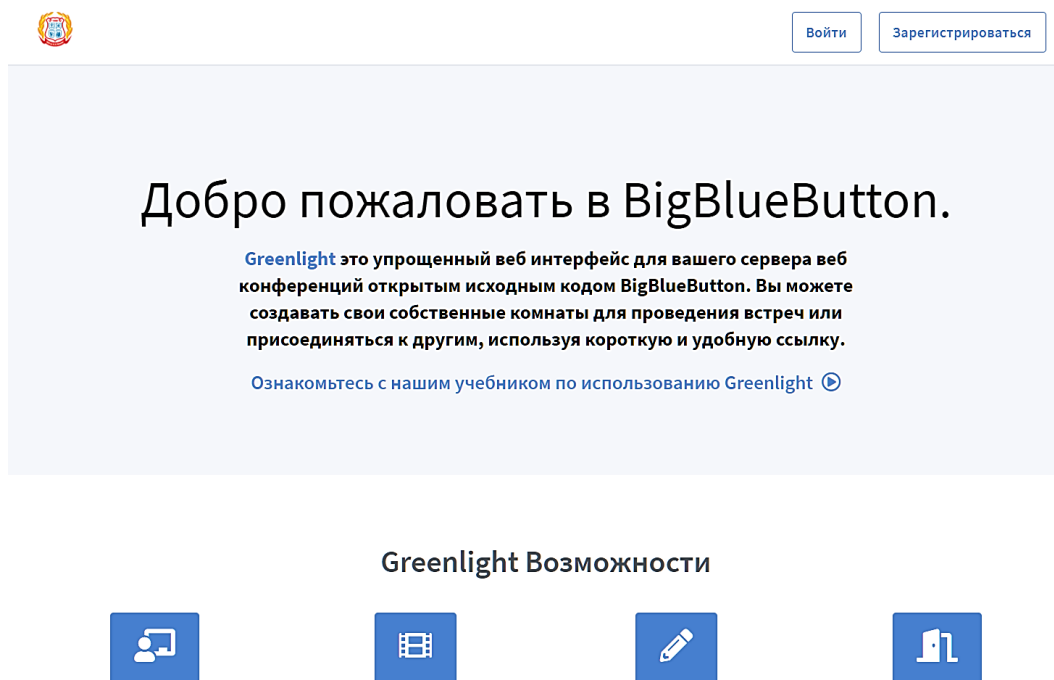 Войти
Зарегистрироваться
Добро пожаловать в BigBlueButton.
Greenlight это упрощенный веб интерфейс для вашего сервера веб
конференций открытым исходным кодом BigBlueButton. Вы можете
создавать свои собственные комнаты для проведения встреч или
присоединяться к другим, используя короткую и удобную ссылку.
Ознакомьтесь с нашим учебником по использованию Greenlight
Greenlight Возможности